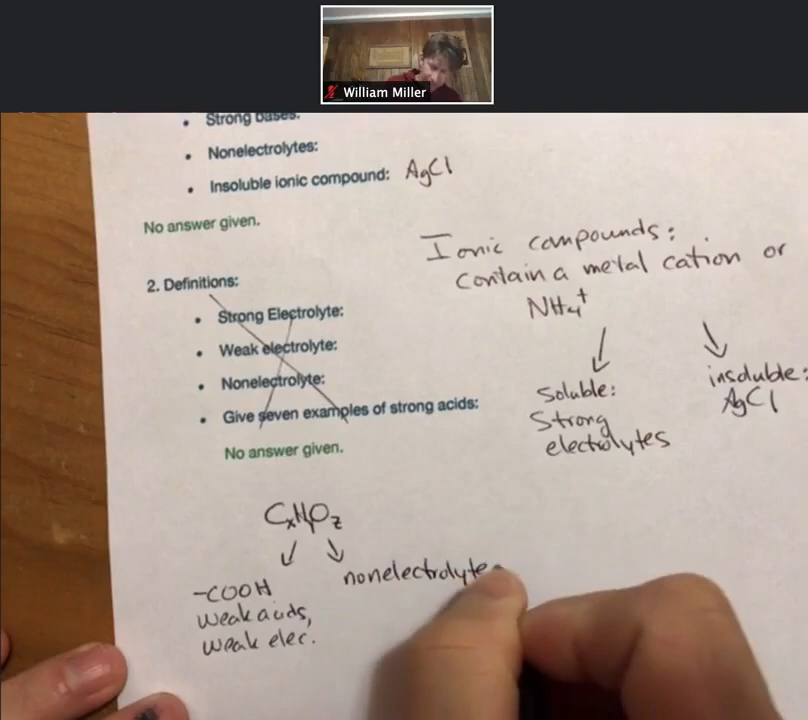 William Miller
• Strong bases:
• Nonelectrolytes:
• Insoluble ionic compound: AgCl
No answer given.
Ionic compounds:
contain a metal cation or
NH₄⁺
2. Definitions:
• Strong Electrolyte:
• Weak electrolyte:
• Nonelectrolyte:
• Give seven examples of strong acids:
No answer given.
Soluble:
Strong
electrolytes
insoluble:
AgCl
CxHyOz
-COOH
weak acids,
weak elec.
nonelectrolyte